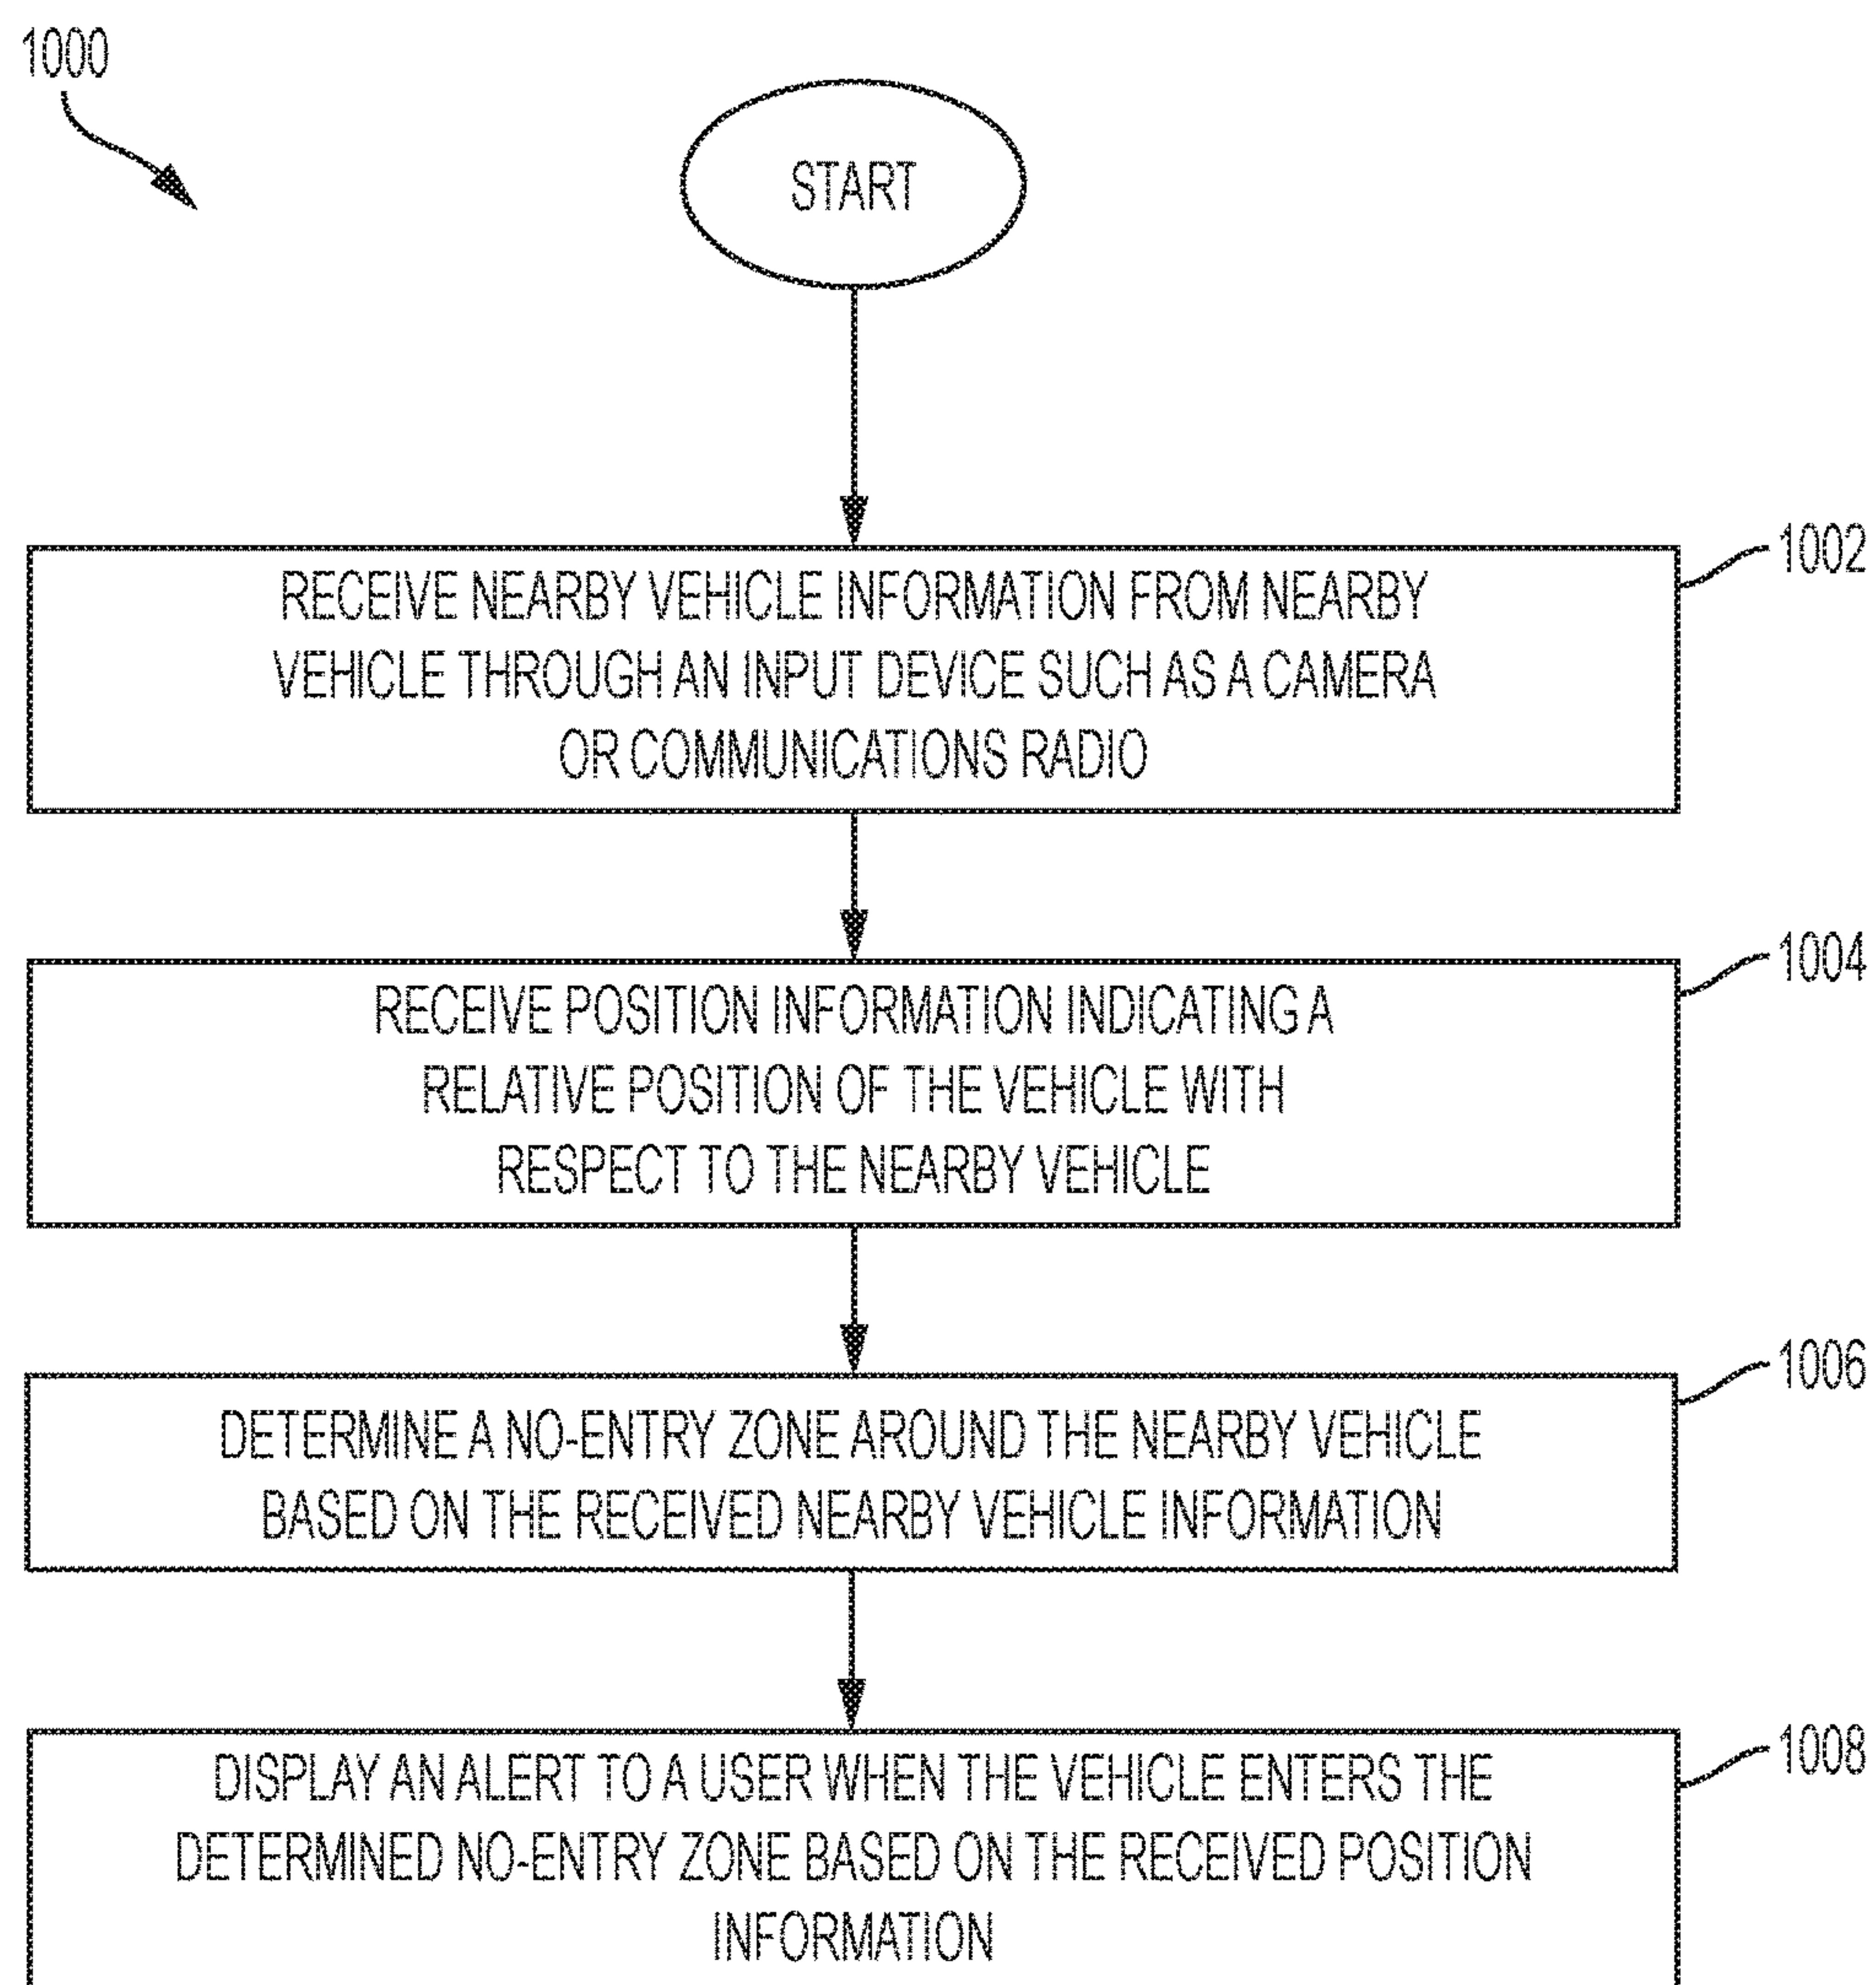 1000
START
1002
RECEIVE NEARBY VEHICLE INFORMATION FROM NEARBY
VEHICLE THROUGH AN INPUT DEVICE SUCH AS A CAMERA
OR COMMUNICATIONS RADIO
1004
RECEIVE POSITION INFORMATION INDICATING A
RELATIVE POSITION OF THE VEHICLE WITH
RESPECT TO THE NEARBY VEHICLE
1006
DETERMINE A NO-ENTRY ZONE AROUND THE NEARBY VEHICLE
BASED ON THE RECEIVED NEARBY VEHICLE INFORMATION
1008
DISPLAY AN ALERT TO A USER WHEN THE VEHICLE ENTERS THE
DETERMINED NO-ENTRY ZONE BASED ON THE RECEIVED POSITION
INFORMATION